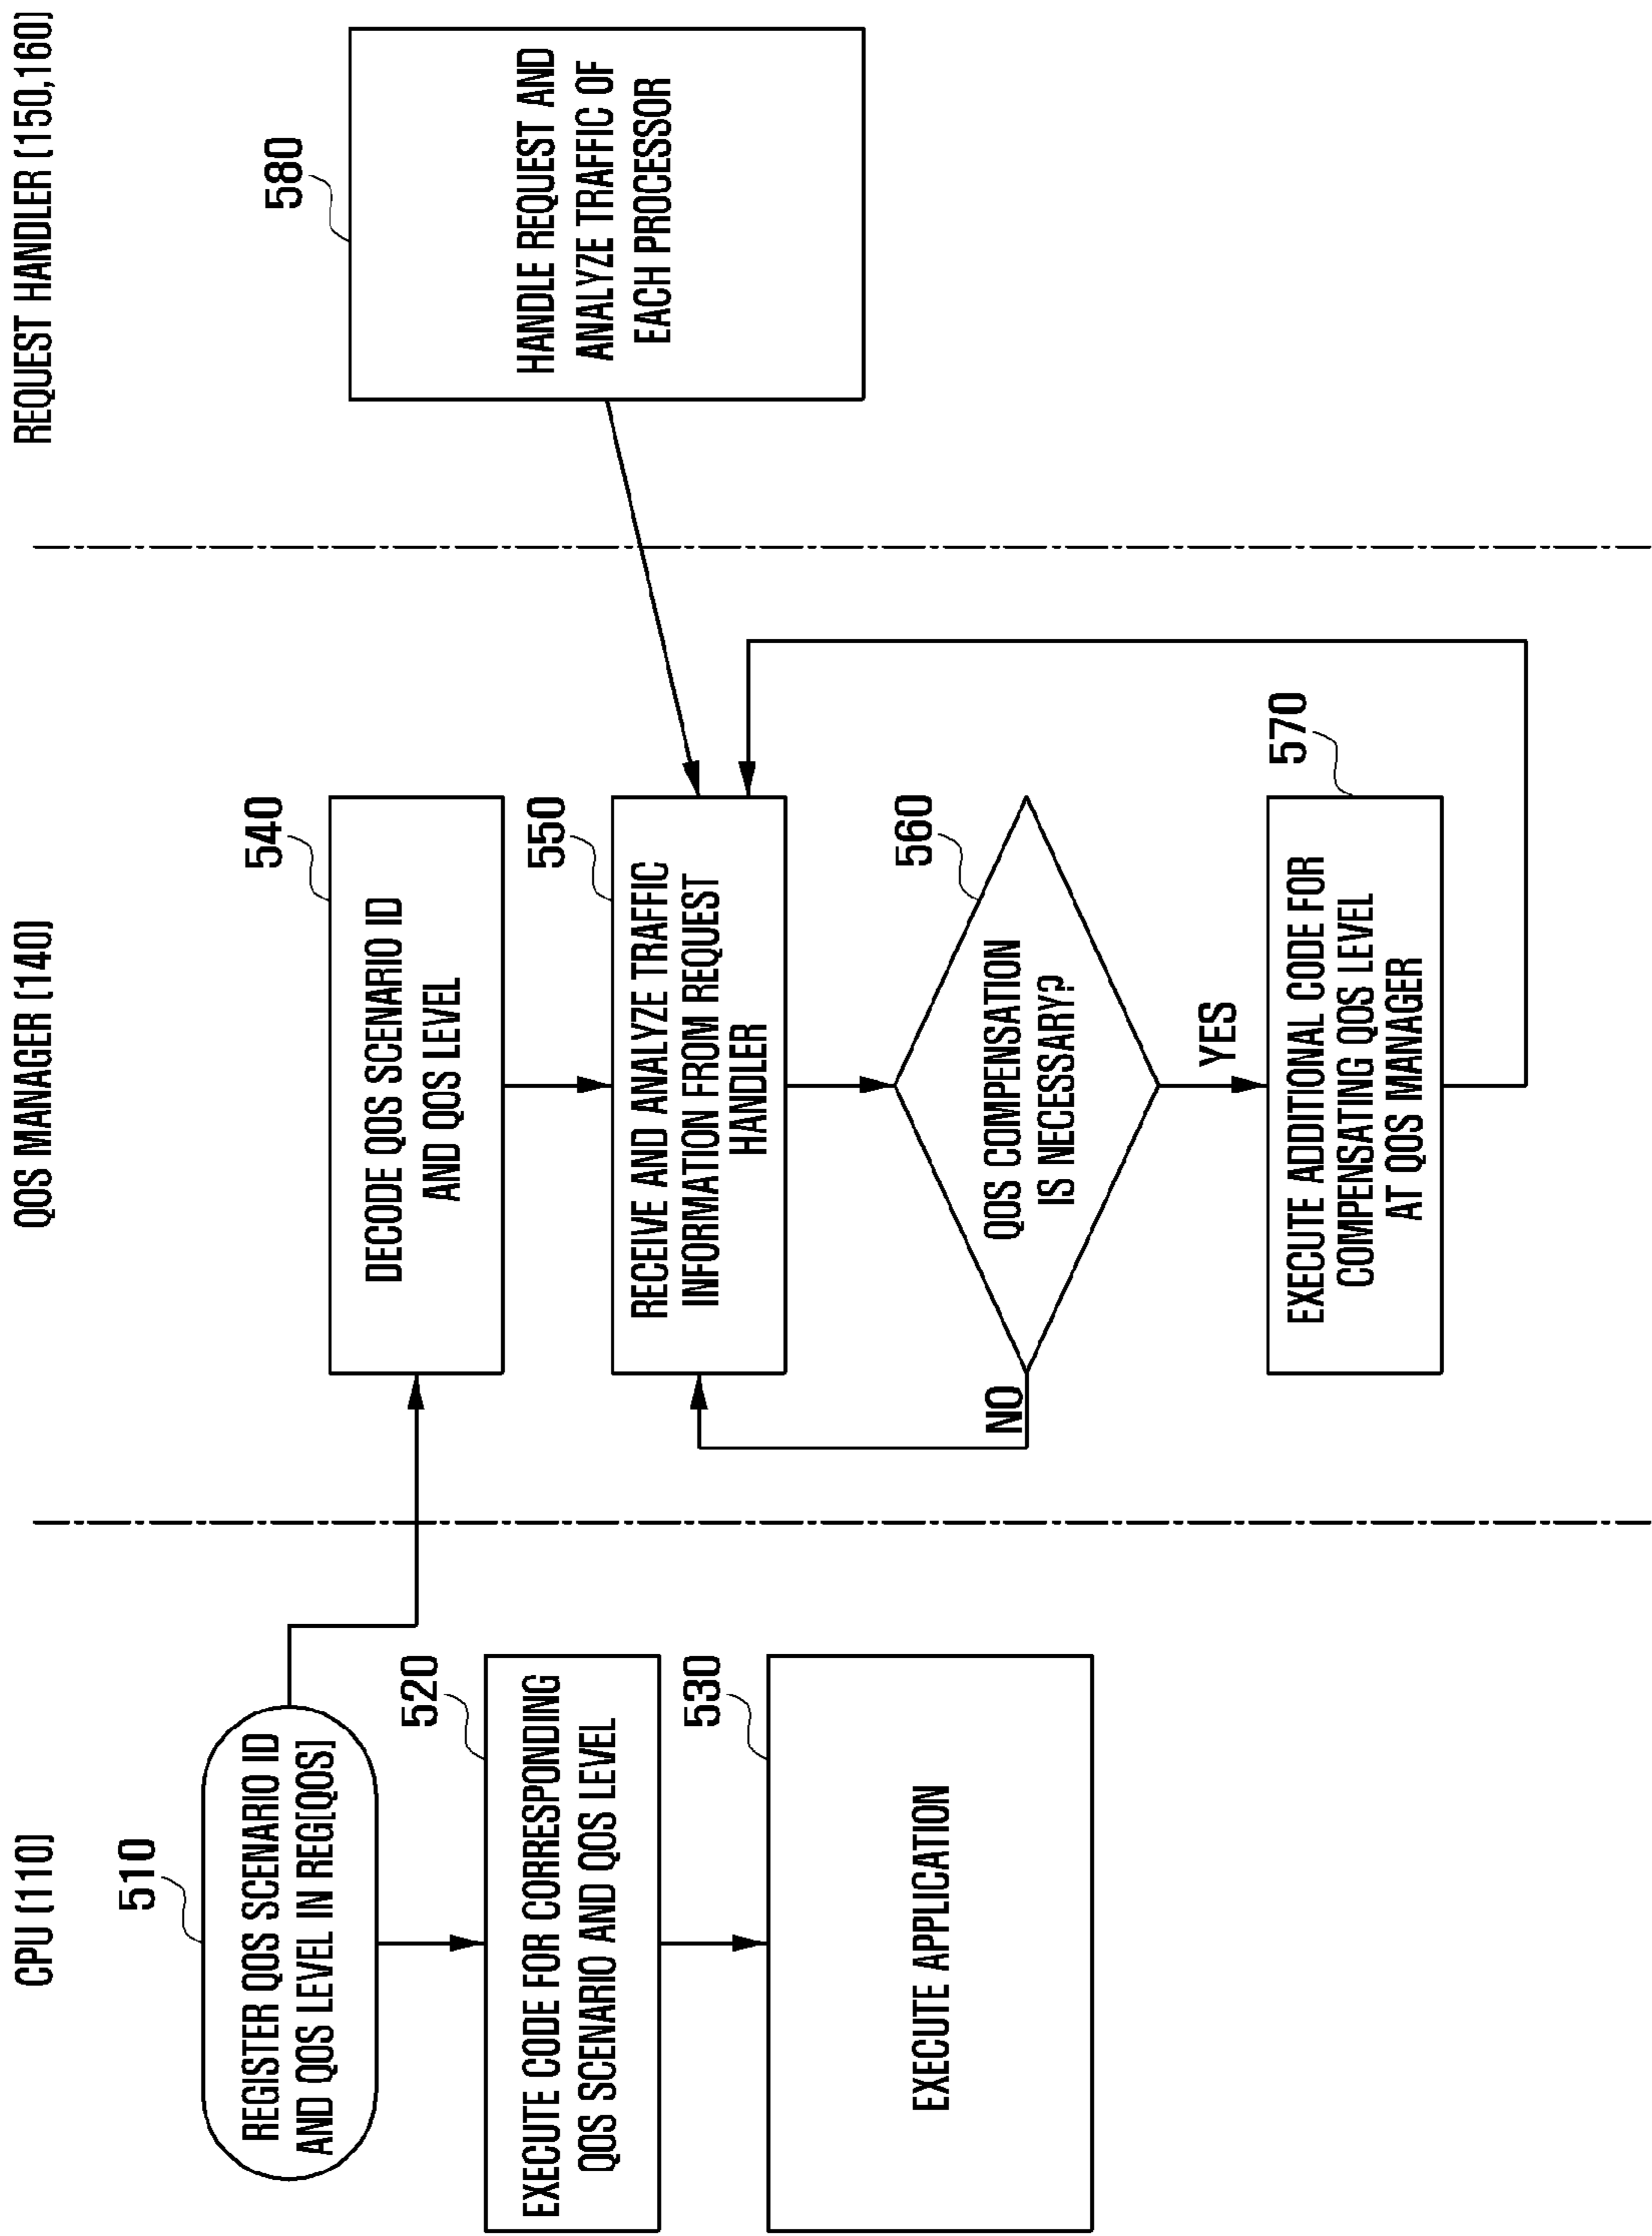 CPU (110)
510
REGISTER QOS SCENARIO ID
AND QOS LEVEL IN REG[QOS]
520
EXECUTE CODE FOR CORRESPONDING
QOS SCENARIO AND QOS LEVEL
530
EXECUTE APPLICATION
QOS MANAGER (140)
540
DECODE QOS SCENARIO ID
AND QOS LEVEL
550
RECEIVE AND ANALYZE TRAFFIC
INFORMATION FROM REQUEST
HANDLER
560
QOS COMPENSATION
IS NECESSARY?
NO
YES
570
EXECUTE ADDITIONAL CODE FOR
COMPENSATING QOS LEVEL
AT QOS MANAGER
REQUEST HANDLER (150,160)
580
HANDLE REQUEST AND
ANALYZE TRAFFIC OF
EACH PROCESSOR